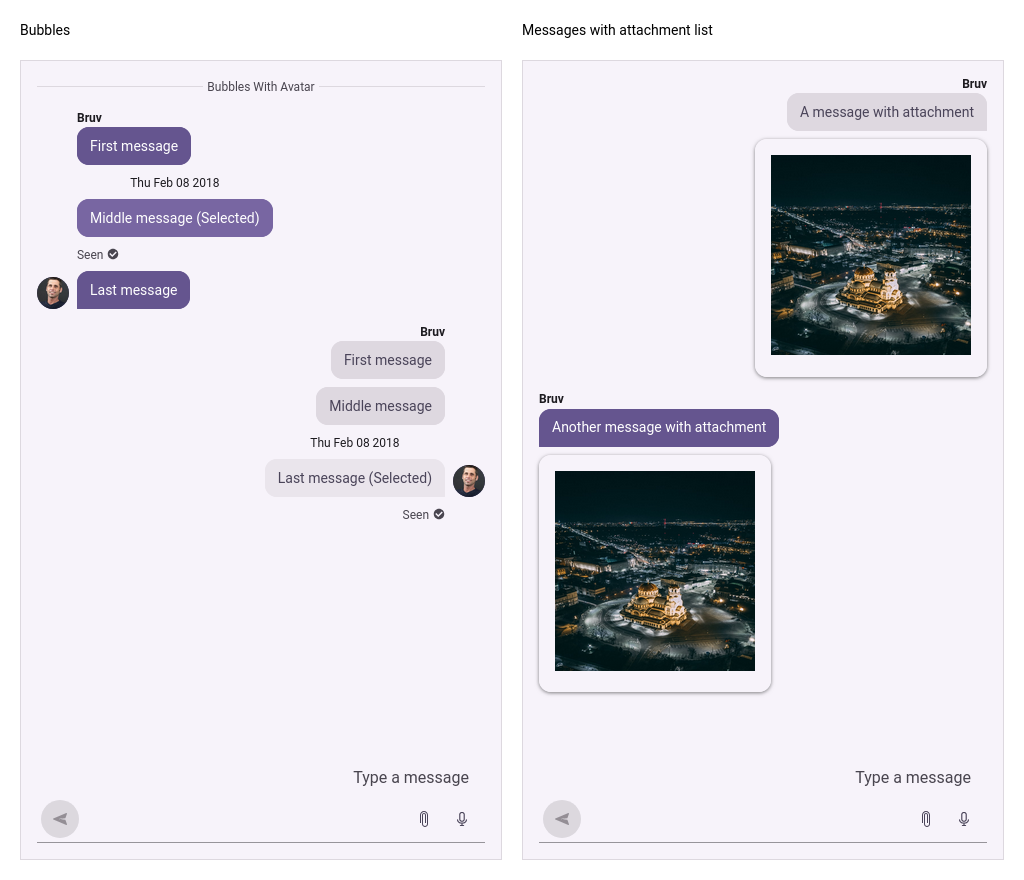 Bubbles
Bubbles With Avatar
Bruv
First message
Thu Feb 08 2018
Middle message (Selected)
Seen
Last message
Bruv
First message
Middle message
Thu Feb 08 2018
Last message (Selected)
Seen
Type a message
Messages with attachment list
Bruv
A message with attachment
Bruv
Another message with attachment
Type a message